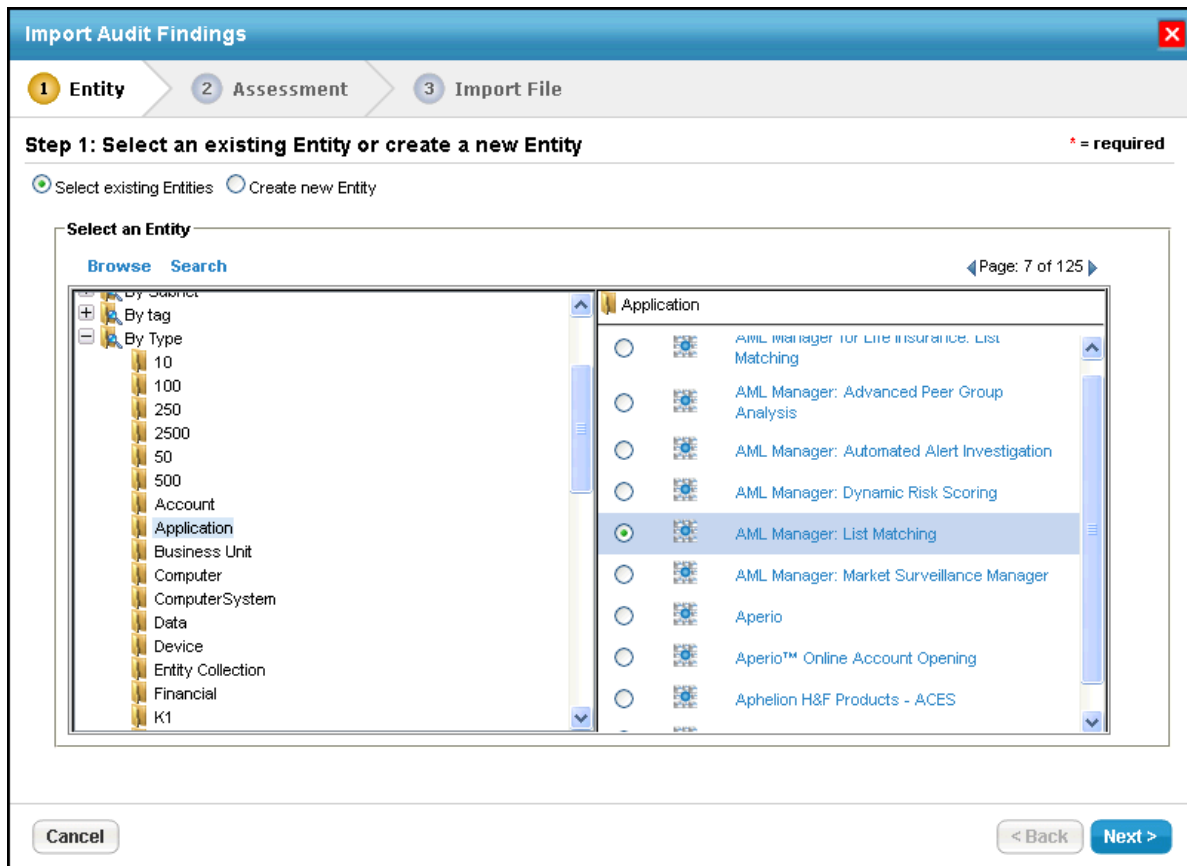 Import Audit Findings
1 Entity
2 Assessment
3 Import File
Step 1: Select an existing Entity or create a new Entity
* = required
Select existing Entities Create new Entity
Select an Entity
Browse Search
Page: 7 of 125
By Subnet
By tag
By Type
10
100
250
2500
50
500
Account
Application
Business Unit
Computer
ComputerSystem
Data
Device
Entity Collection
Financial
K1
Application
AML Manager for Life Insurance: List
Matching
AML Manager: Advanced Peer Group
Analysis
AML Manager: Automated Alert Investigation
AML Manager: Dynamic Risk Scoring
AML Manager: List Matching
AML Manager: Market Surveillance Manager
Aperio
Aperio™ Online Account Opening
Aphelion H&F Products - ACES
Cancel
< Back
Next >